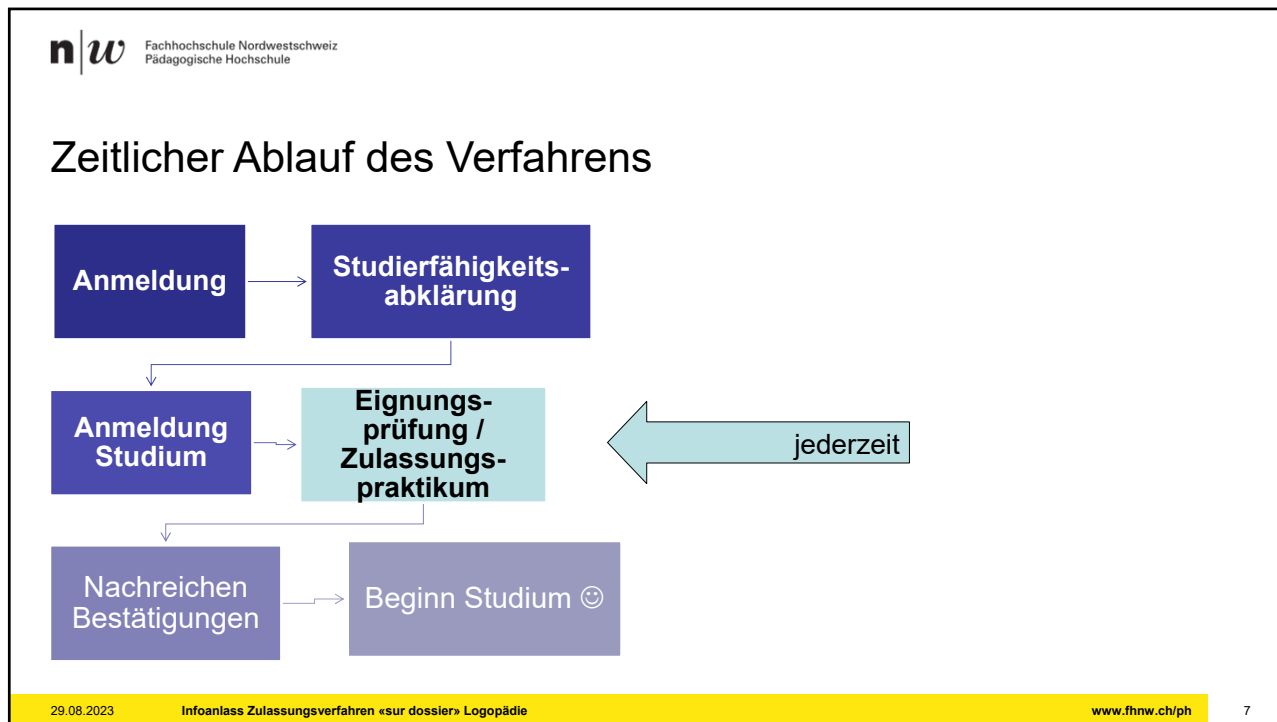 n|w Fachhochschule Nordwestschweiz
Pädagogische Hochschule
Zeitlicher Ablauf des Verfahrens
Anmeldung
Studierfähigkeits-
abklärung
Anmeldung
Studium
Eignungs-
prüfung /
Zulassungs-
praktikum
jederzeit
Nachreichen
Bestätigungen
Beginn Studium ☺
29.08.2023 Infoanlass Zulassungsverfahren «sur dossier» Logopädie www.fhnw.ch/ph 7